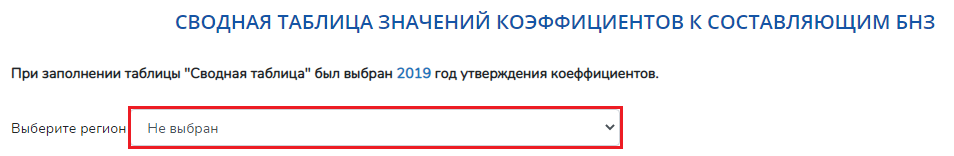 СВОДНАЯ ТАБЛИЦА ЗНАЧЕНИЙ КОЭФФИЦИЕНТОВ К СОСТАВЛЯЮЩИМ БНЗ
При заполнении таблицы "Сводная таблица" был выбран 2019 год утверждения коеффициентов.
Выберите регион Не выбран